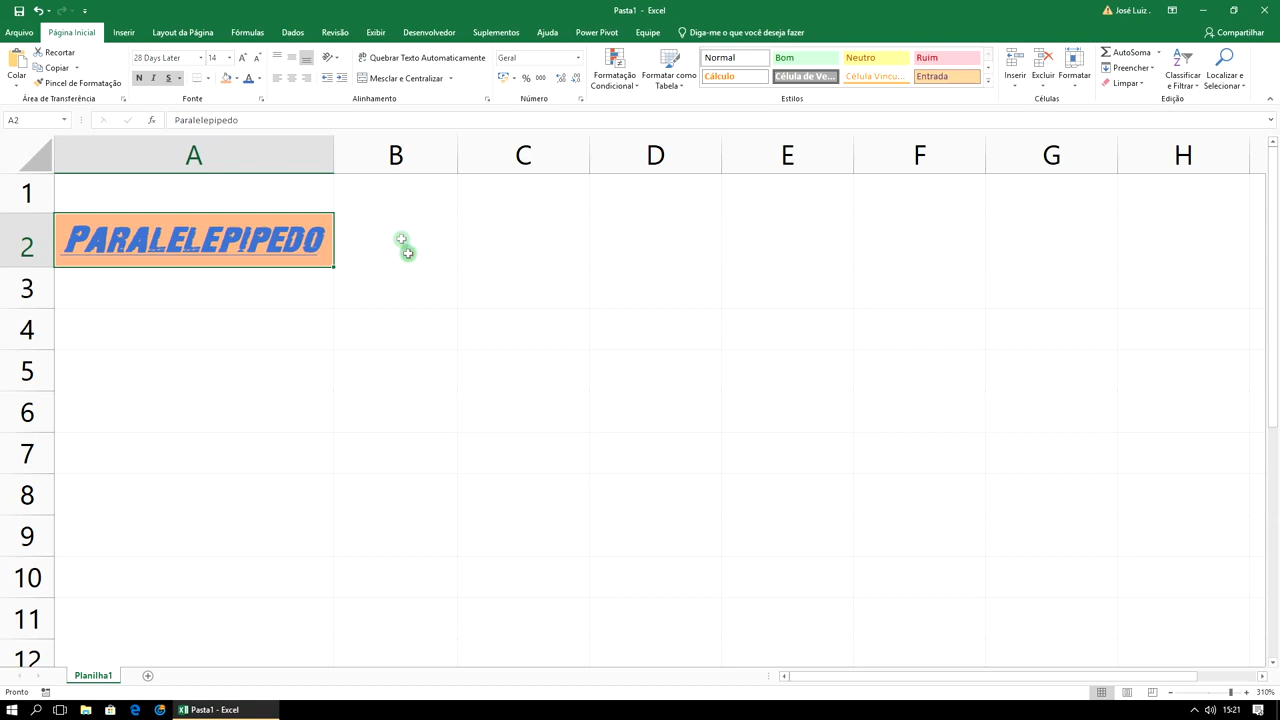 Pasta1 - Excel
José Luiz .
Arquivo Página Inicial Inserir Layout da Página Fórmulas Dados Revisão Exibir Desenvolvedor Suplementos Ajuda Power Pivot Equipe Diga-me o que você deseja fazer Compartilhar
Colar
Recortar
Copiar
Pincel de Formatação
Área de Transferência
28 Days Later 14
N I S
Fonte
Quebrar Texto Automaticamente
Mesclar e Centralizar
Alinhamento
Geral
% 000
Número
Formatação Condicional
Formatar como Tabela
Normal Bom Neutro Ruim
Cálculo Célula de Ve... Célula Vincu... Entrada
Estilos
Inserir Excluir Formatar
Células
AutoSoma
Preencher
Limpar
Classificar e Filtrar
Localizar e Selecionar
Edição
A2 fx Paralelepipedo
A B C D E F G H
1
2 PARALELEPIPEDO
3
4
5
6
7
8
9
10
11
12
Planilha1
Pronto 310%
Pasta1 - Excel 15:21